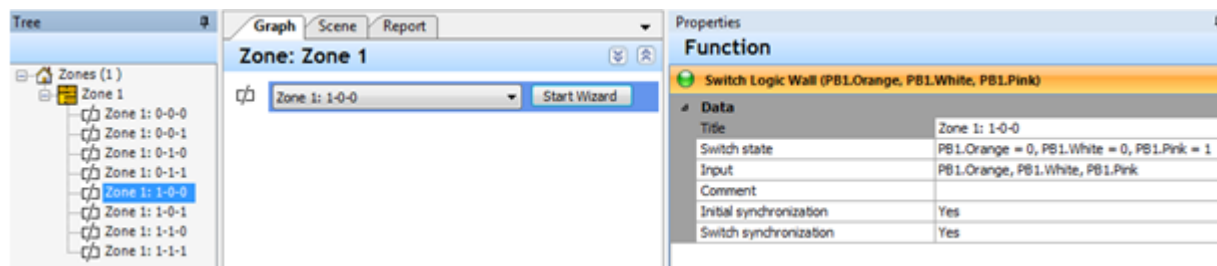 Tree
Zones (1 )
Zone 1
Zone 1: 0-0-0
Zone 1: 0-0-1
Zone 1: 0-1-0
Zone 1: 0-1-1
Zone 1: 1-0-0
Zone 1: 1-0-1
Zone 1: 1-1-0
Zone 1: 1-1-1
Graph Scene Report
Zone: Zone 1
Zone 1: 1-0-0 Start Wizard
Properties
Function
Switch Logic Wall (PB1.Orange, PB1.White, PB1.Pink)
Data
Title Zone 1: 1-0-0
Switch state PB1.Orange = 0, PB1.White = 0, PB1.Pink = 1
Input PB1.Orange, PB1.White, PB1.Pink
Comment
Initial synchronization Yes
Switch synchronization Yes